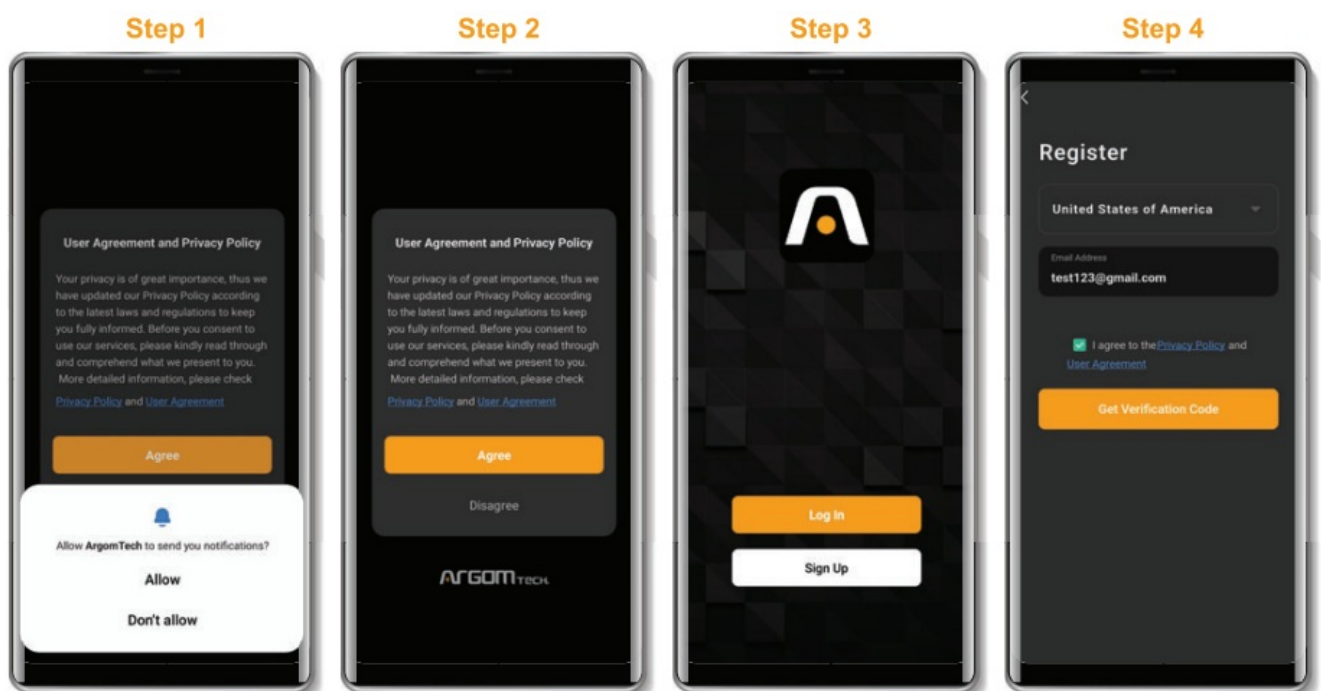 Step 1
Step 2
Step 3
Step 4
User Agreement and Privacy Policy
Your privacy is of great importance, thus we
have updated our Privacy Policy according
to the latest laws and regulations to keep
you fully informed. Before you consent to
use our services, please kindly read through
and comprehend what we present to you.
More detailed information, please check
Privacy Policy and User Agreement
Agree
Allow ArgomTech to send you notifications?
Allow
Don't allow
User Agreement and Privacy Policy
Your privacy is of great importance, thus we
have updated our Privacy Policy according
to the latest laws and regulations to keep
you fully informed. Before you consent to
use our services, please kindly read through
and comprehend what we present to you.
More detailed information, please check
Privacy Policy and User Agreement
Agree
Disagree
ARGOM TECH
Log In
Sign Up
Register
United States of America
Email Address
test123@gmail.com
I agree to thePrivacy Policy and
User Agreement
Get Verification Code